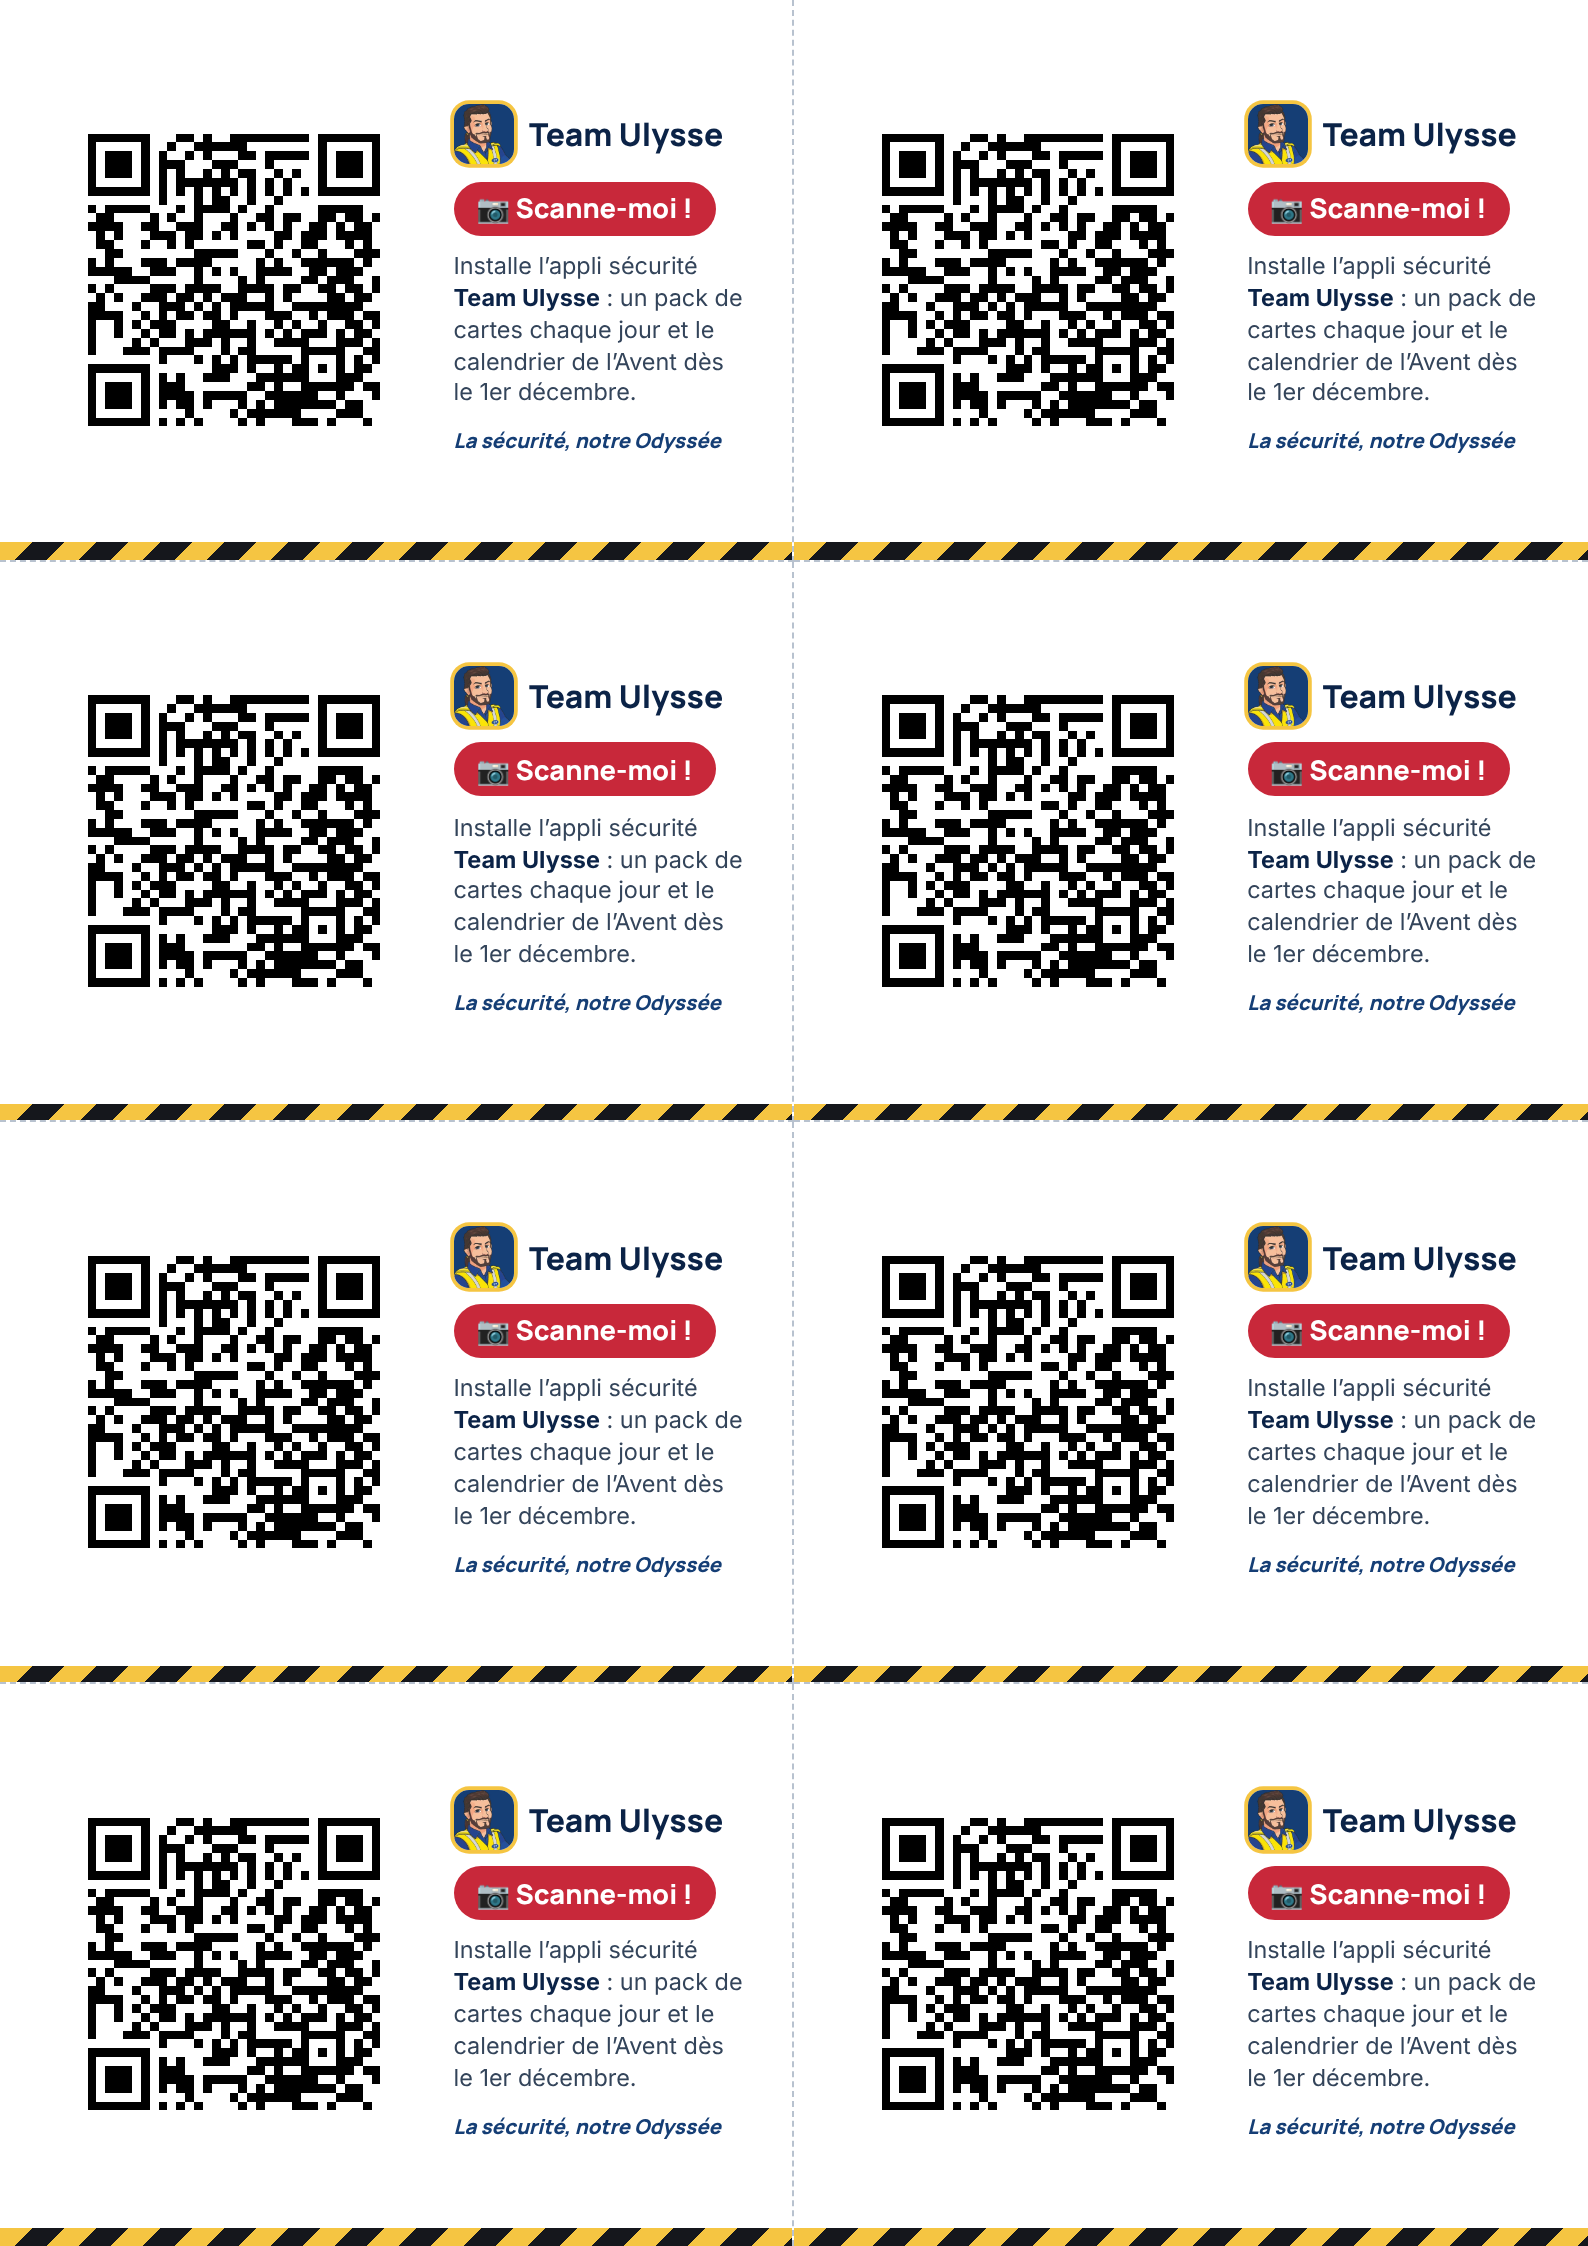 Team Ulysse
Scanne-moi !
Installe l’appli sécurité
Team Ulysse : un pack de
cartes chaque jour et le
calendrier de l’Avent dès
le 1er décembre.
La sécurité, notre Odyssée
Team Ulysse
Scanne-moi !
Installe l’appli sécurité
Team Ulysse : un pack de
cartes chaque jour et le
calendrier de l’Avent dès
le 1er décembre.
La sécurité, notre Odyssée
Team Ulysse
Scanne-moi !
Installe l’appli sécurité
Team Ulysse : un pack de
cartes chaque jour et le
calendrier de l’Avent dès
le 1er décembre.
La sécurité, notre Odyssée
Team Ulysse
Scanne-moi !
Installe l’appli sécurité
Team Ulysse : un pack de
cartes chaque jour et le
calendrier de l’Avent dès
le 1er décembre.
La sécurité, notre Odyssée
Team Ulysse
Scanne-moi !
Installe l’appli sécurité
Team Ulysse : un pack de
cartes chaque jour et le
calendrier de l’Avent dès
le 1er décembre.
La sécurité, notre Odyssée
Team Ulysse
Scanne-moi !
Installe l’appli sécurité
Team Ulysse : un pack de
cartes chaque jour et le
calendrier de l’Avent dès
le 1er décembre.
La sécurité, notre Odyssée
Team Ulysse
Scanne-moi !
Installe l’appli sécurité
Team Ulysse : un pack de
cartes chaque jour et le
calendrier de l’Avent dès
le 1er décembre.
La sécurité, notre Odyssée
Team Ulysse
Scanne-moi !
Installe l’appli sécurité
Team Ulysse : un pack de
cartes chaque jour et le
calendrier de l’Avent dès
le 1er décembre.
La sécurité, notre Odyssée